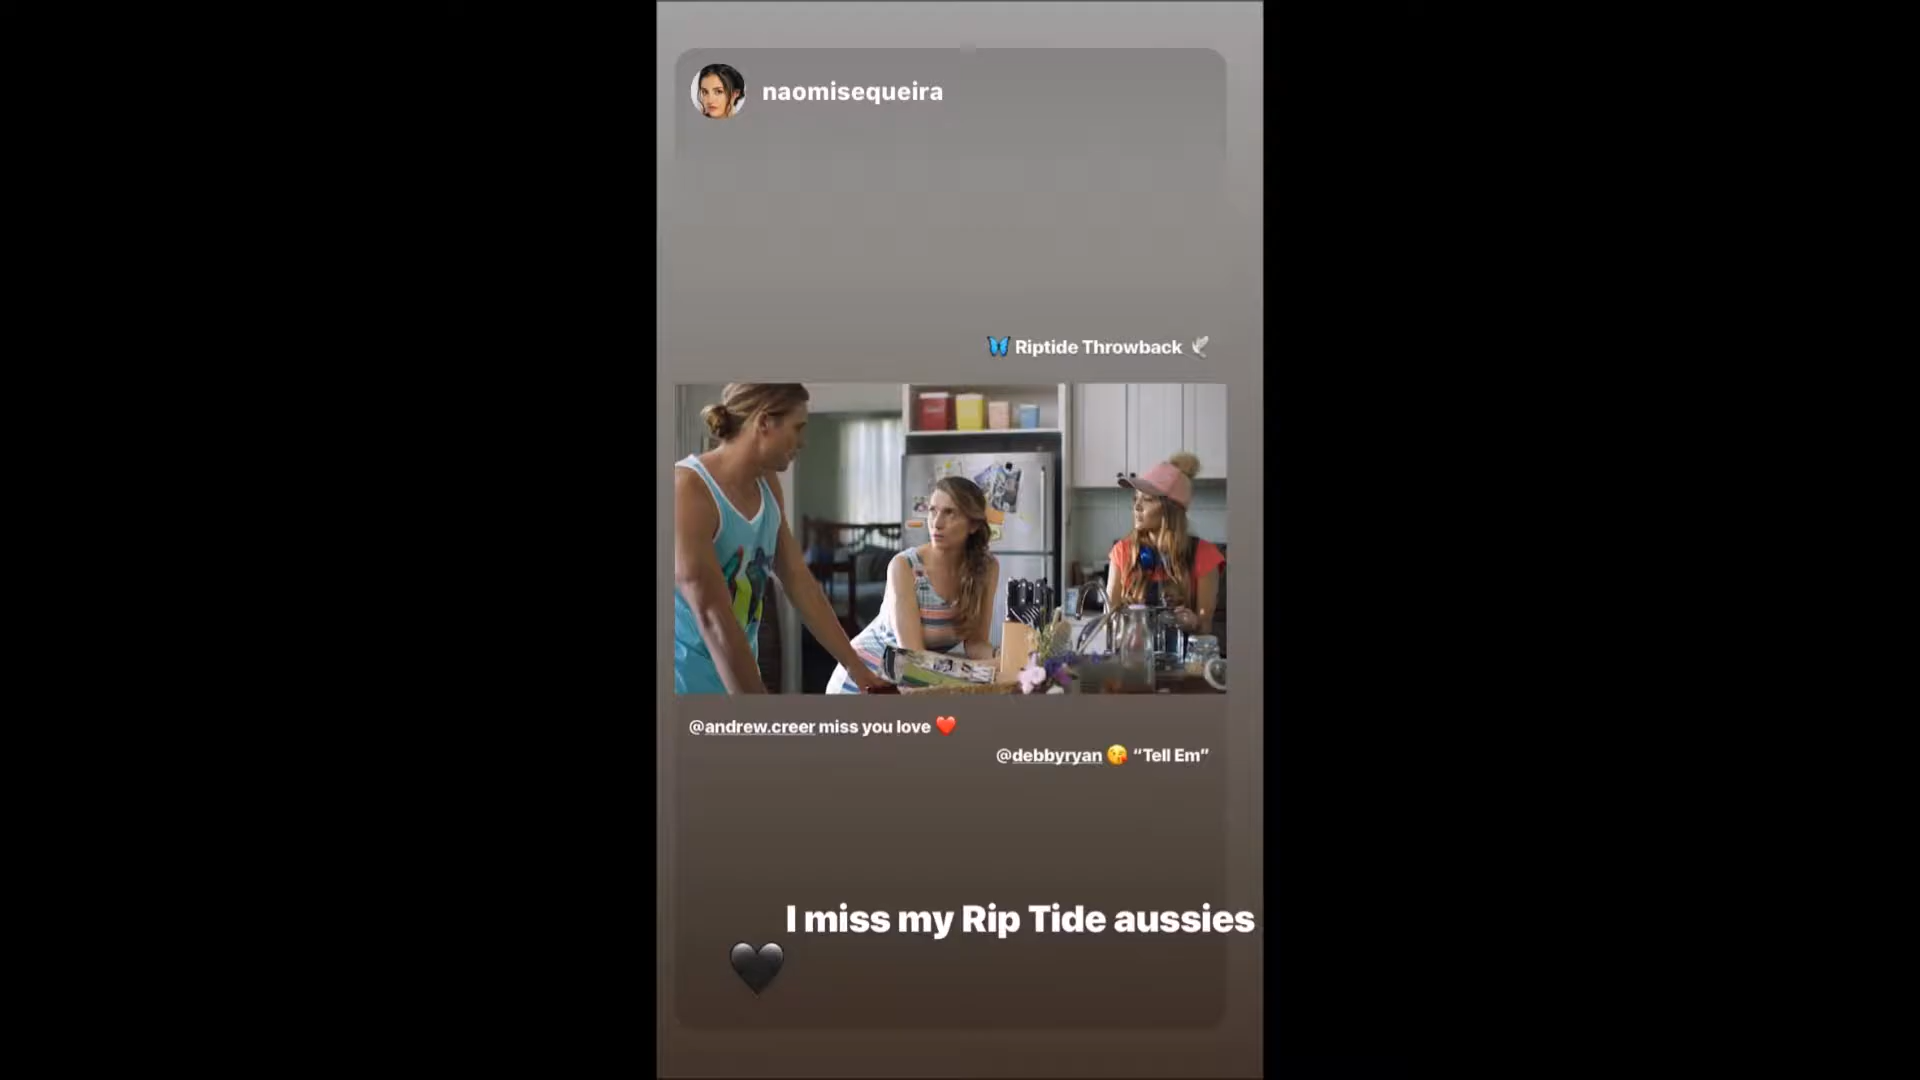 naomisequeira
🦋 Riptide Throwback 🕊
@andrew.creer miss you love ❤️
@debbyryan 😘 “Tell Em”
I miss my Rip Tide aussies
🖤